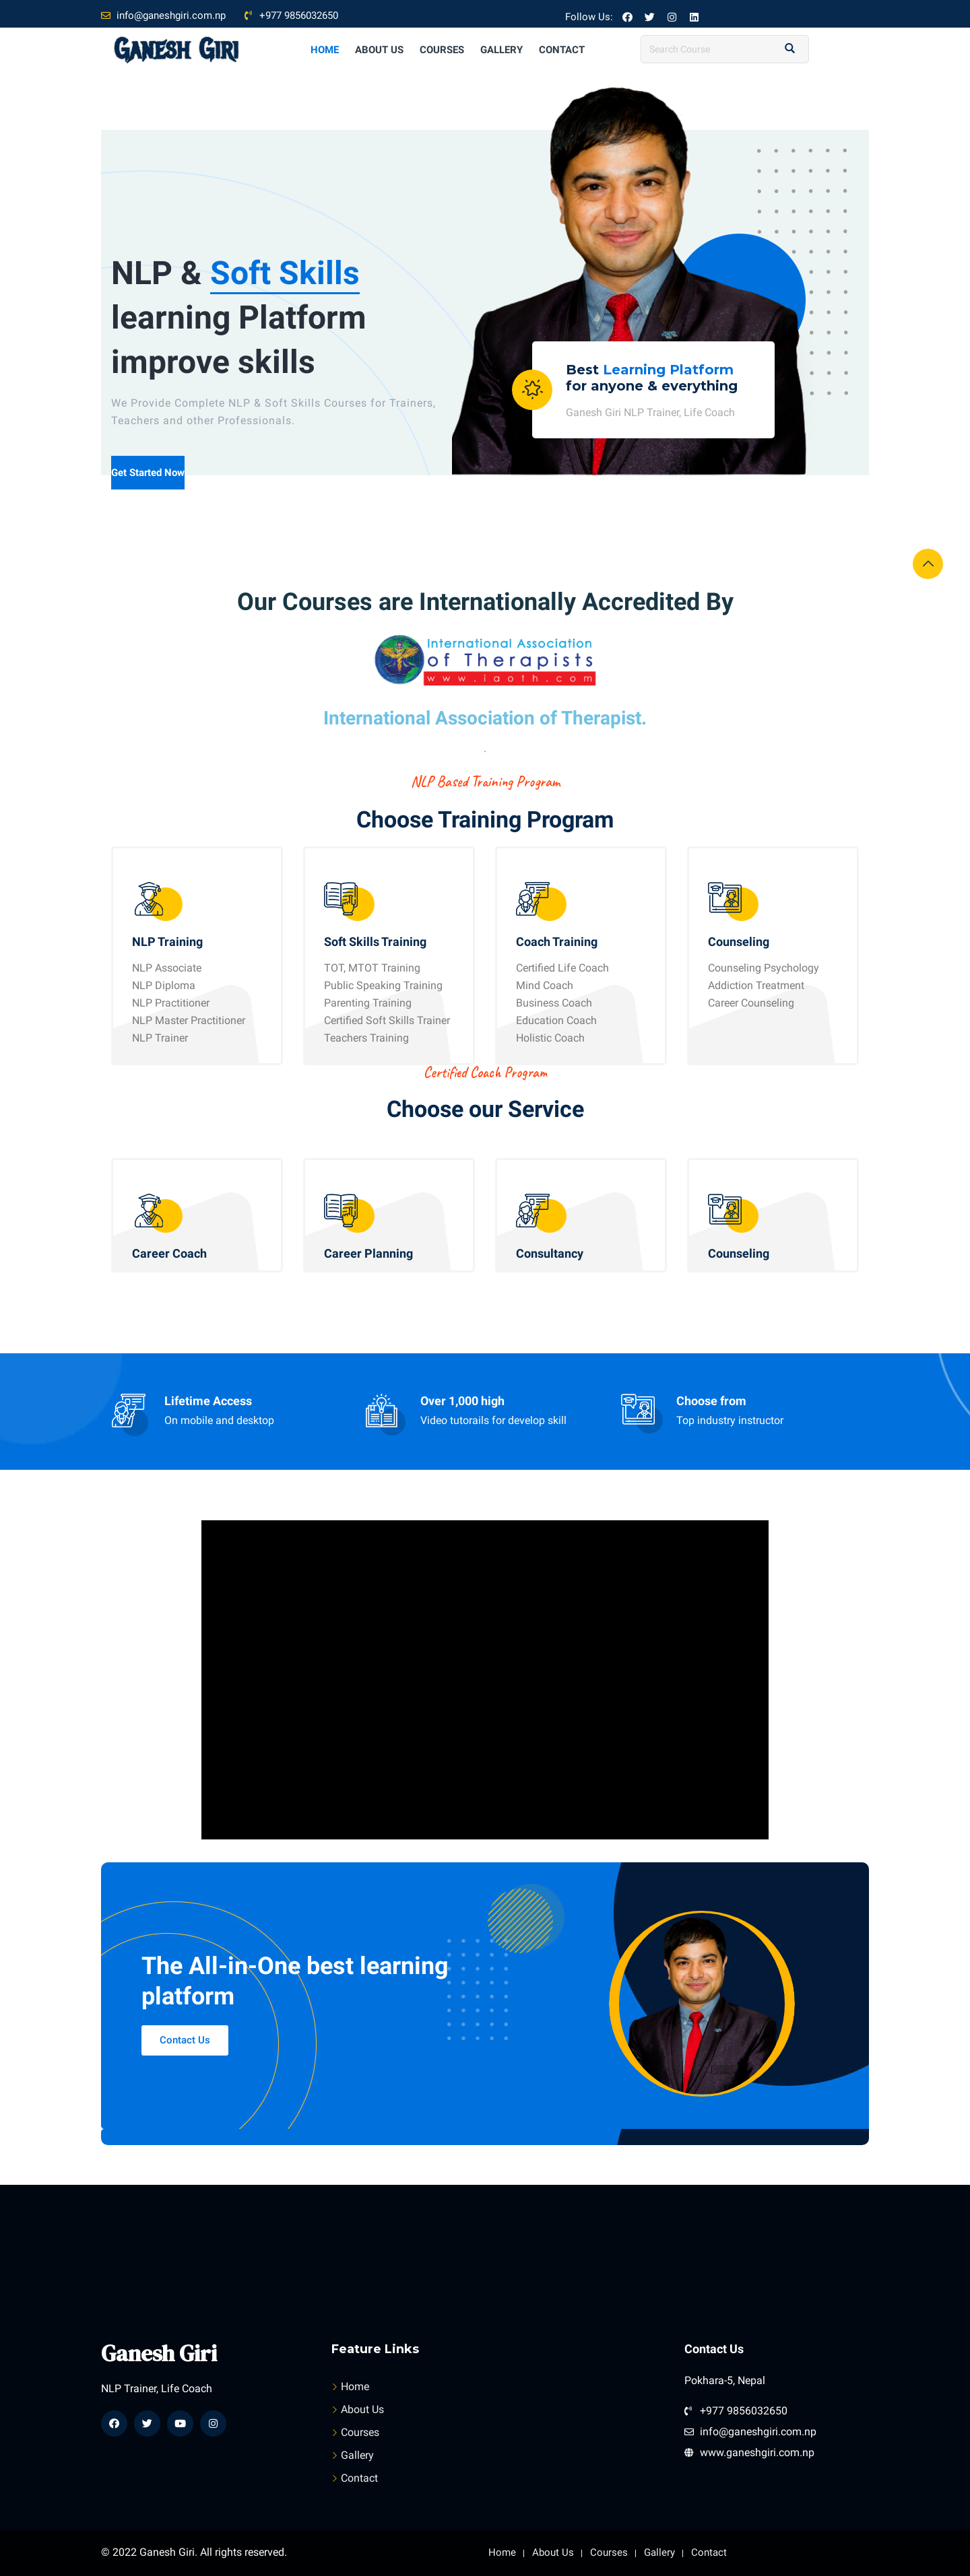 info@ganeshgiri.com.np +977 9856032650 Follow Us:
GANESH GIRI
HOME ABOUT US COURSES GALLERY CONTACT
Search Course
NLP & Soft Skills
learning Platform
improve skills
We Provide Complete NLP & Soft Skills Courses for Trainers,
Teachers and other Professionals.
Get Started Now
Best Learning Platform
for anyone & everything
Ganesh Giri NLP Trainer, Life Coach
Our Courses are Internationally Accredited By
International Association
of Therapists
www.iaoth.com
International Association of Therapist.
.
NLP Based Training Program
Choose Training Program
NLP Training
NLP Associate
NLP Diploma
NLP Practitioner
NLP Master Practitioner
NLP Trainer
Soft Skills Training
TOT, MTOT Training
Public Speaking Training
Parenting Training
Certified Soft Skills Trainer
Teachers Training
Coach Training
Certified Life Coach
Mind Coach
Business Coach
Education Coach
Holistic Coach
Counseling
Counseling Psychology
Addiction Treatment
Career Counseling
Certified Coach Program
Choose our Service
Career Coach
Career Planning
Consultancy
Counseling
Lifetime Access
On mobile and desktop
Over 1,000 high
Video tutorails for develop skill
Choose from
Top industry instructor
The All-in-One best learning
platform
Contact Us
Ganesh Giri
NLP Trainer, Life Coach
Feature Links
Home
About Us
Courses
Gallery
Contact
Contact Us
Pokhara-5, Nepal
+977 9856032650
info@ganeshgiri.com.np
www.ganeshgiri.com.np
© 2022 Ganesh Giri. All rights reserved.
Home | About Us | Courses | Gallery | Contact